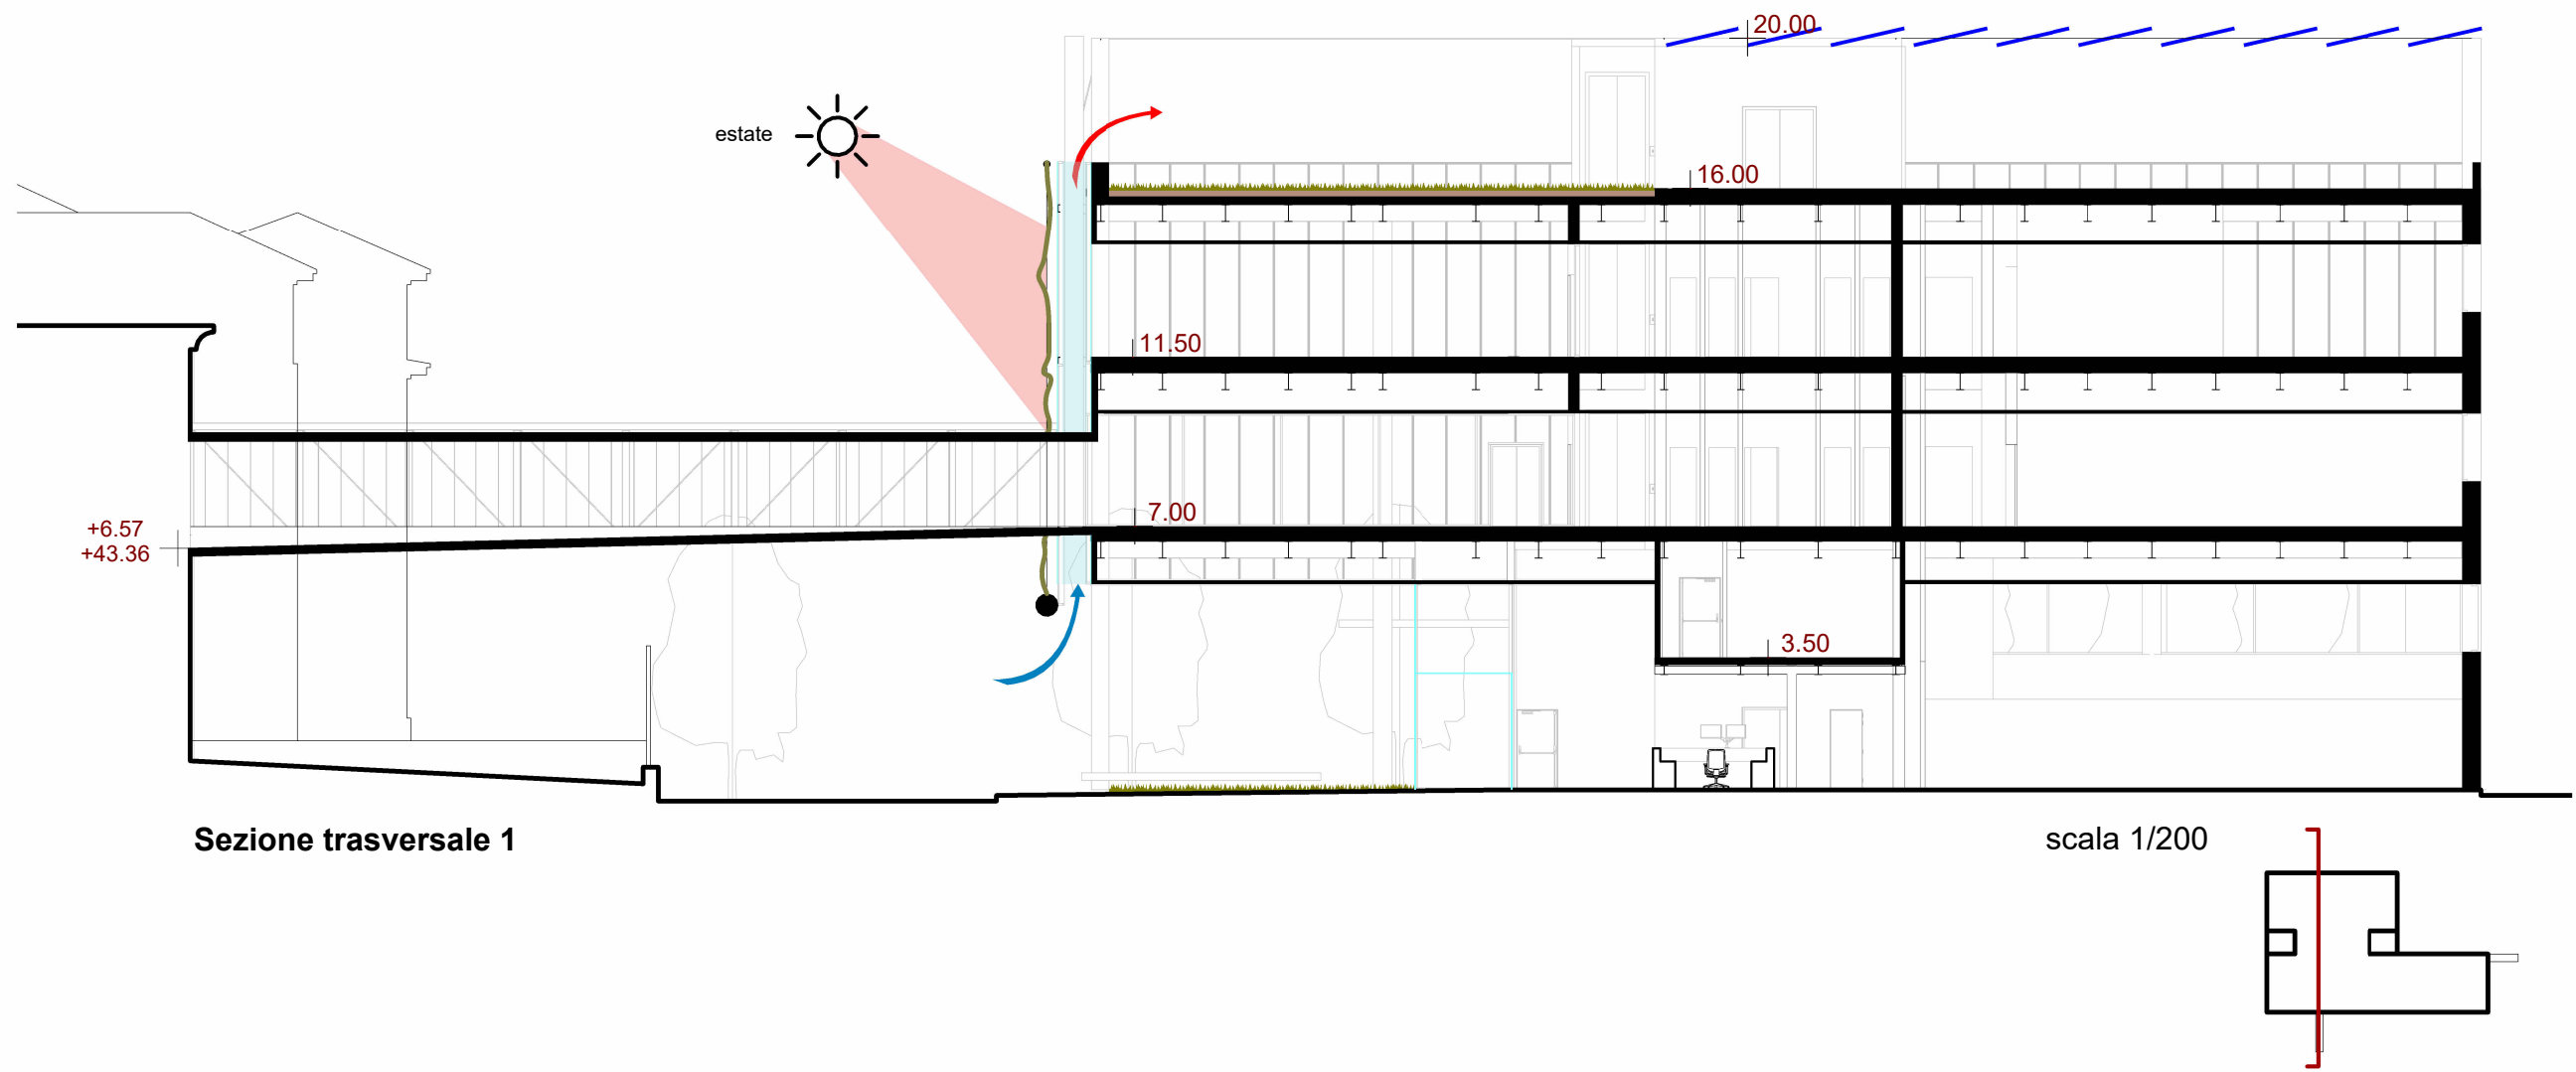 20.00
estate
16.00
11.50
7.00
+6.57
+43.36
3.50
Sezione trasversale 1
scala 1/200